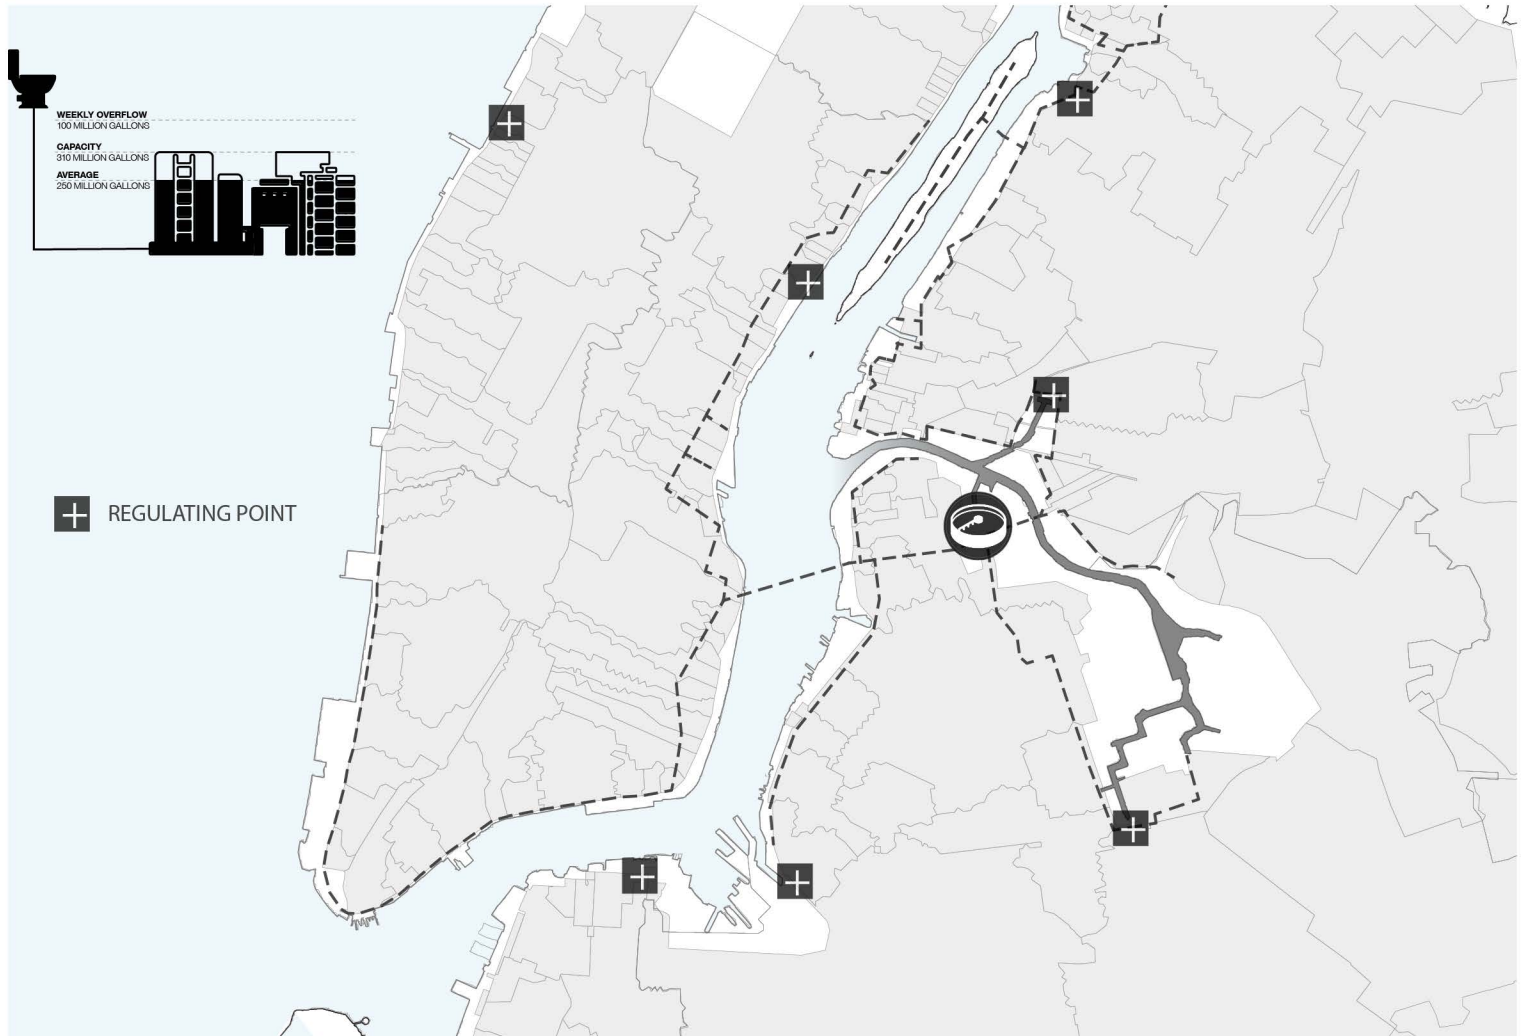 WEEKLY OVERFLOW
100 MILLION GALLONS
CAPACITY
310 MILLION GALLONS
AVERAGE
250 MILLION GALLONS
REGULATING POINT